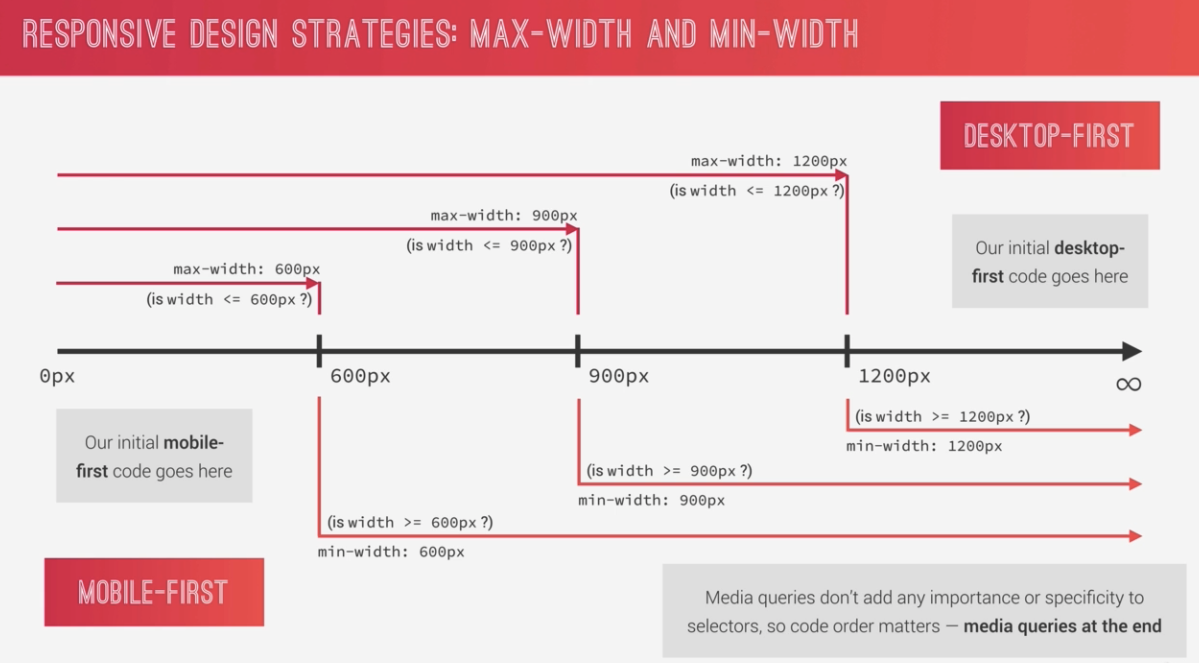 RESPONSIVE DESIGN STRATEGIES: MAX-WIDTH AND MIN-WIDTH
DESKTOP-FIRST
max-width: 1200px
(is width <= 1200px ?)
max-width: 900px
(is width <= 900px ?)
max-width: 600px
(is width <= 600px ?)
Our initial desktop-
first code goes here
0px
600px
900px
1200px
∞
Our initial mobile-
first code goes here
(is width >= 1200px ?)
min-width: 1200px
(is width >= 900px ?)
min-width: 900px
(is width >= 600px ?)
min-width: 600px
MOBILE-FIRST
Media queries don’t add any importance or specificity to
selectors, so code order matters — media queries at the end